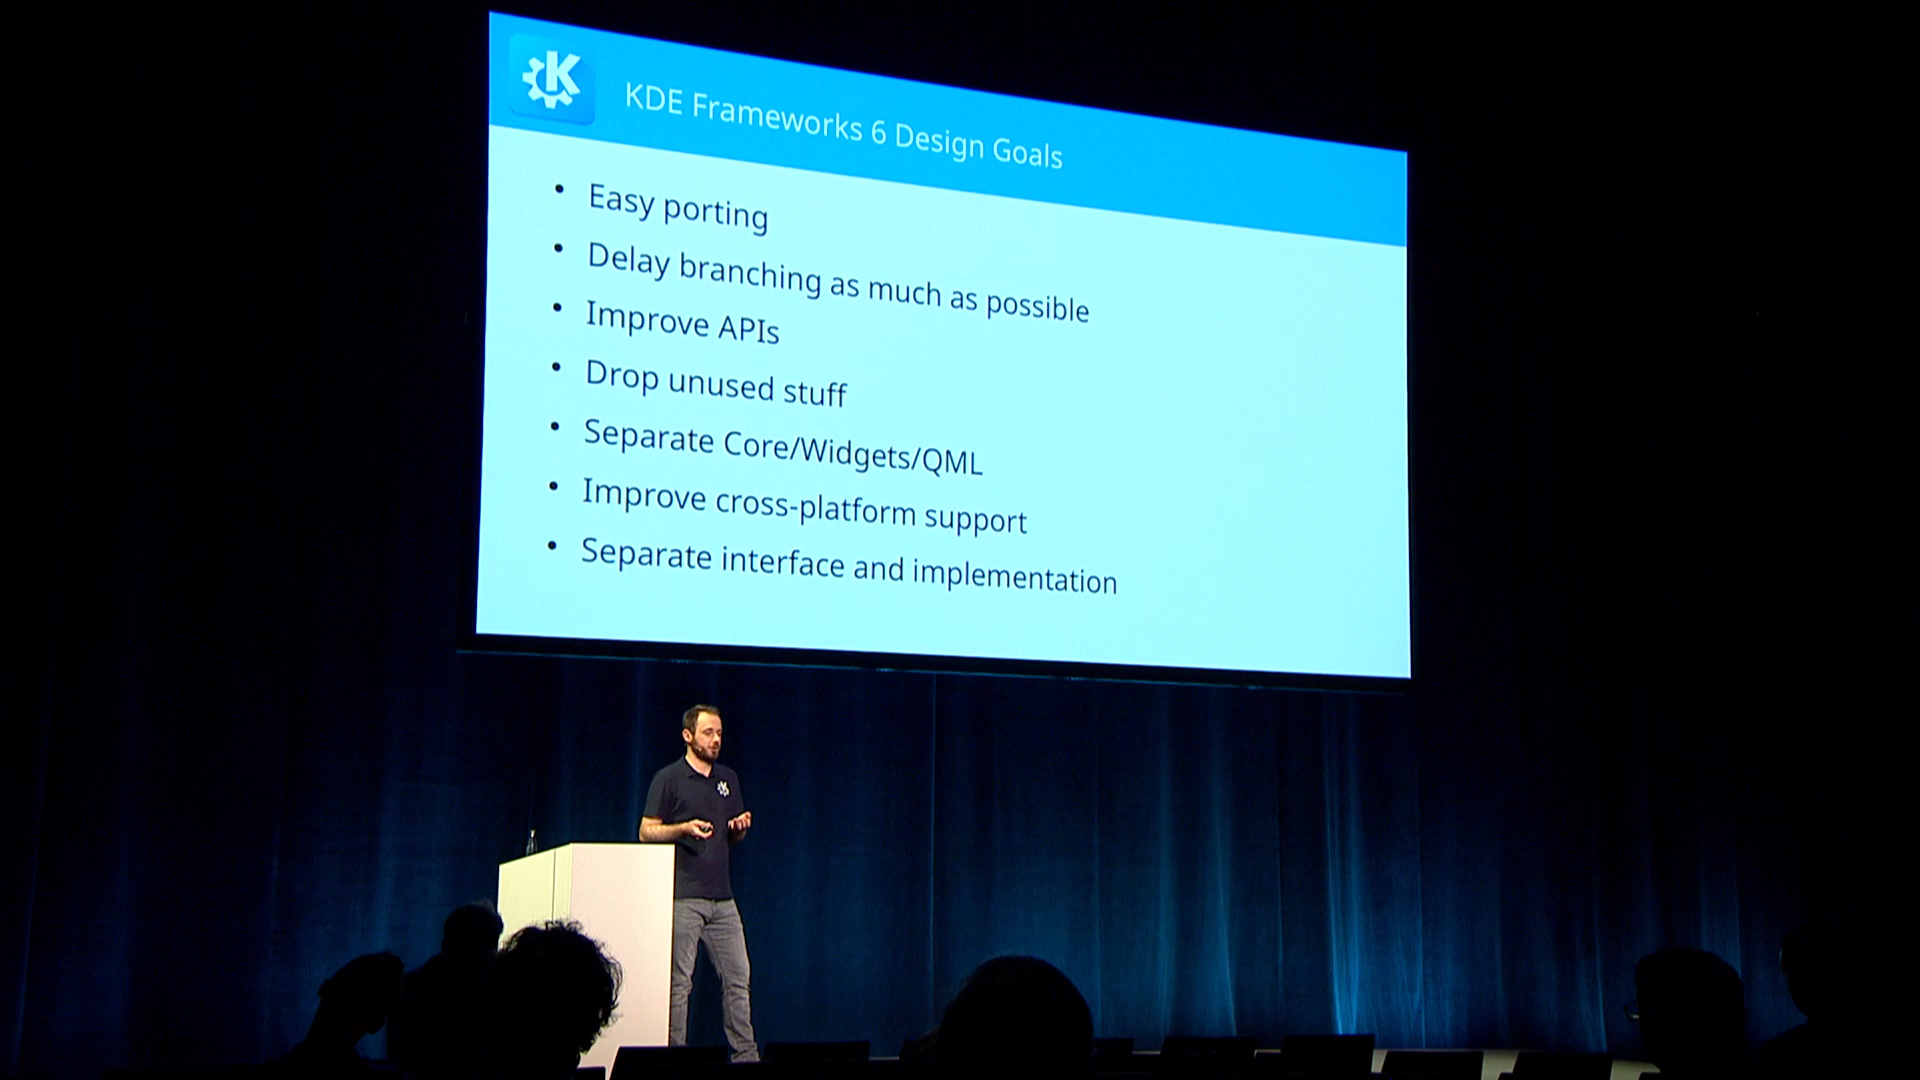 KDE Frameworks 6 Design Goals
• Easy porting
• Delay branching as much as possible
• Improve APIs
• Drop unused stuff
• Separate Core/Widgets/QML
• Improve cross-platform support
• Separate interface and implementation